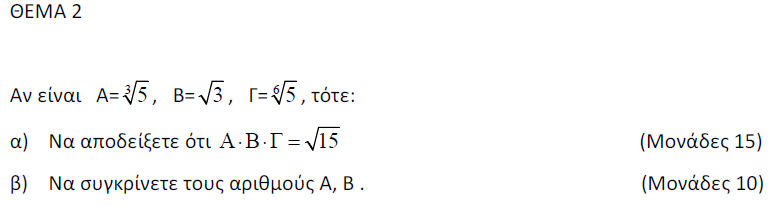 ΘΕΜΑ 2
Αν είναι Α=∛5, Β=√3, Γ=⁶√5, τότε:
α) Να αποδείξετε ότι Α·Β·Γ=√15 (Μονάδες 15)
β) Να συγκρίνετε τους αριθμούς Α, Β. (Μονάδες 10)